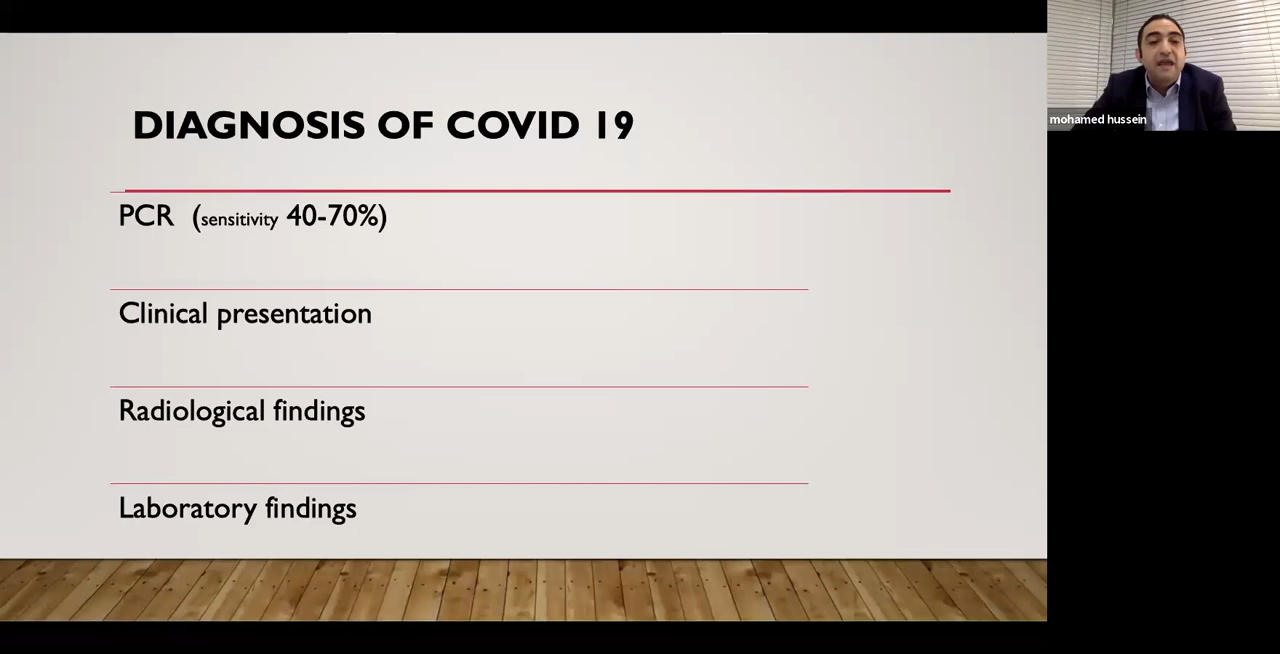 DIAGNOSIS OF COVID 19
PCR (sensitivity 40-70%)
Clinical presentation
Radiological findings
Laboratory findings
mohamed hussein